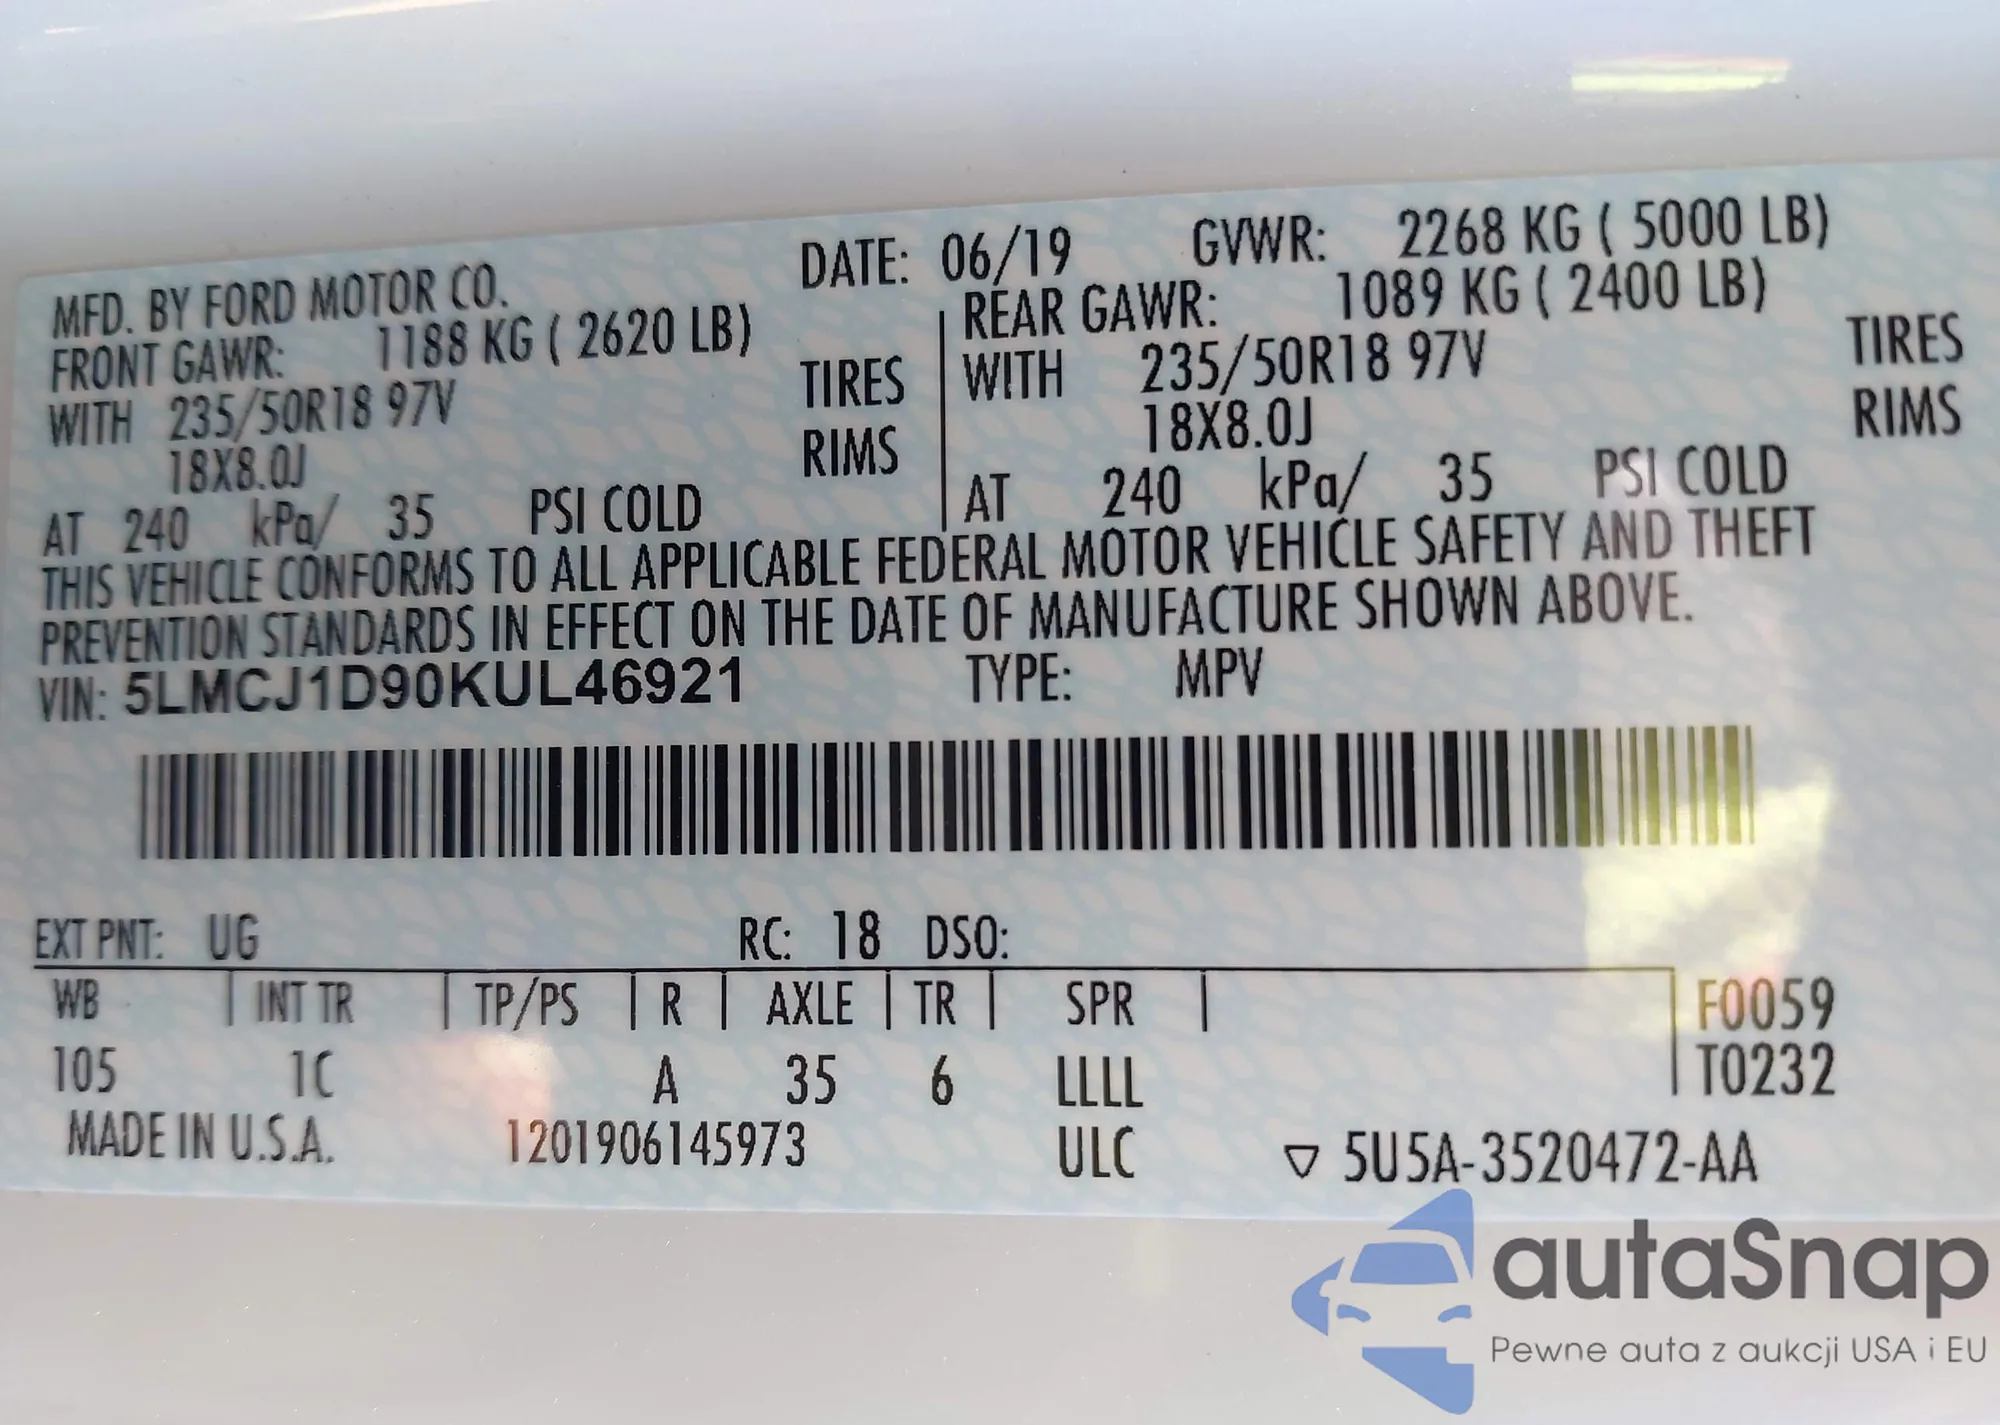 MFD. BY FORD MOTOR CO. DATE: 06/19 GVWR: 2268 KG ( 5000 LB)
FRONT GAWR: 1188 KG ( 2620 LB) REAR GAWR: 1089 KG ( 2400 LB)
WITH 235/50R18 97V TIRES WITH 235/50R18 97V TIRES
18X8.0J RIMS 18X8.0J RIMS
AT 240 kPa/ 35 PSI COLD AT 240 kPa/ 35 PSI COLD
THIS VEHICLE CONFORMS TO ALL APPLICABLE FEDERAL MOTOR VEHICLE SAFETY AND THEFT
PREVENTION STANDARDS IN EFFECT ON THE DATE OF MANUFACTURE SHOWN ABOVE.
VIN: 5LMCJ1D90KUL46921 TYPE: MPV
EXT PNT: UG RC: 18 DSO:
WB INT TR TP/PS R AXLE TR SPR F0059
105 1C A 35 6 LLLL T0232
MADE IN U.S.A. 1201906145973 ULC ▽ 5U5A-3520472-AA
autaSnap
Pewne auta z aukcji USA i EU